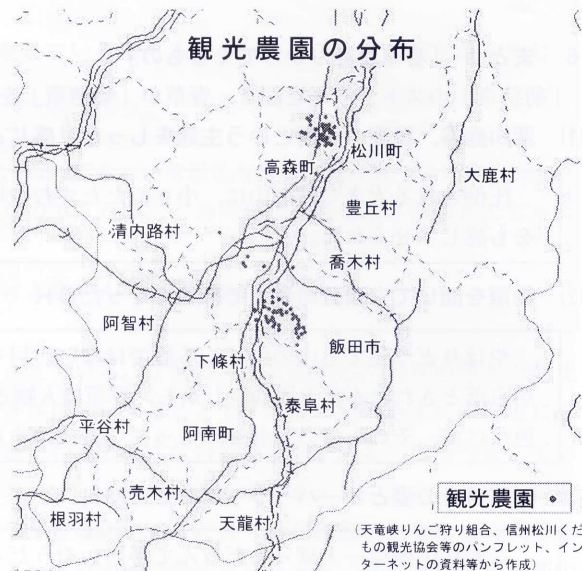 観光農園の分布
松川町
高森町
大鹿村
豊丘村
清内路村
喬木村
阿智村
飯田市
下條村
泰阜村
平谷村
阿南町
売木村
観光農園
根羽村
天龍村
(天竜峡りんご狩り組合、信州松川くだ
もの観光協会等のパンフレット、イン
ターネットの資料等から作成)